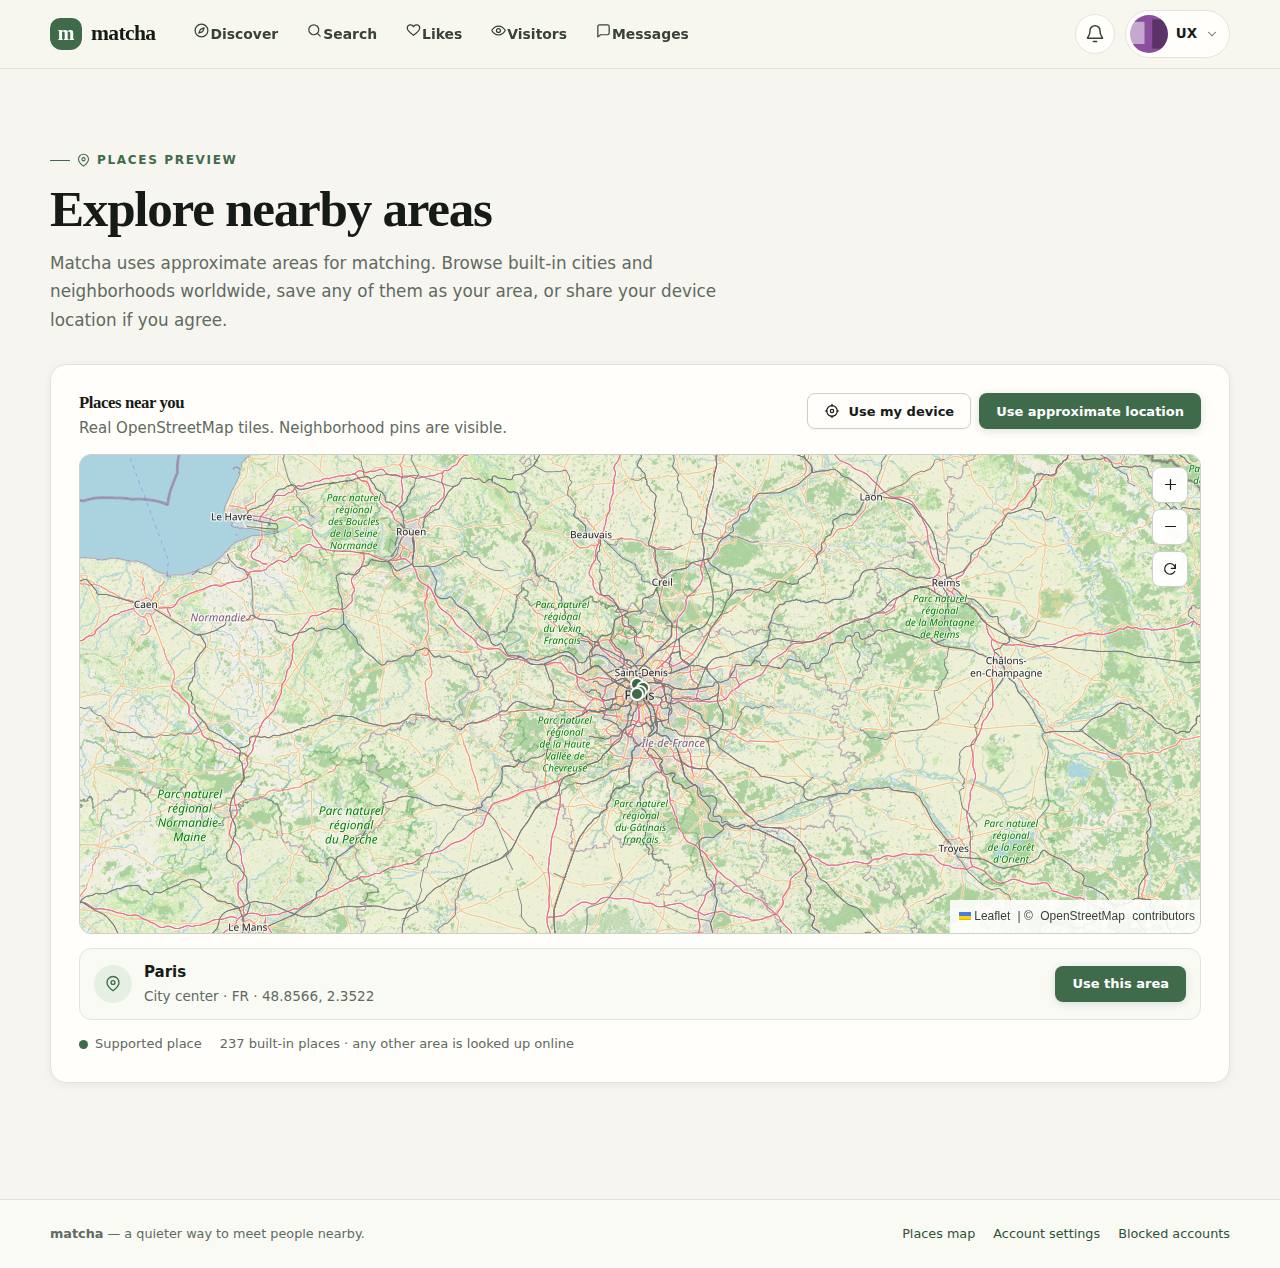 m matcha
Discover
Search
Likes
Visitors
Messages
UX
PLACES PREVIEW
Explore nearby areas
Matcha uses approximate areas for matching. Browse built-in cities and
neighborhoods worldwide, save any of them as your area, or share your device
location if you agree.
Places near you
Real OpenStreetMap tiles. Neighborhood pins are visible.
Use my device
Use approximate location
Le Havre
Parc naturel
régional
des Boucles
de la Seine
Normande
Rouen
Beauvais
Laon
Creil
Reims
Caen
Normandie
Parc naturel
régional
du Vexin
Français
Parc naturel
régional
de la Montagne
de Reims
Saint-Denis
Châlons-
en-Champagne
Parc naturel
régional
de la Haute
Vallée de
Chevreuse
Île-de-France
Parc naturel
régional
Normandie-
Maine
Parc naturel
régional
du Perche
Parc naturel
régional
du Gâtinais
français
Troyes
Parc naturel
régional
de la Forêt
d'Orient
Le Mans
+
−
Leaflet | © OpenStreetMap contributors
Paris
City center · FR · 48.8566, 2.3522
Use this area
Supported place
237 built-in places · any other area is looked up online
matcha — a quieter way to meet people nearby.
Places map
Account settings
Blocked accounts